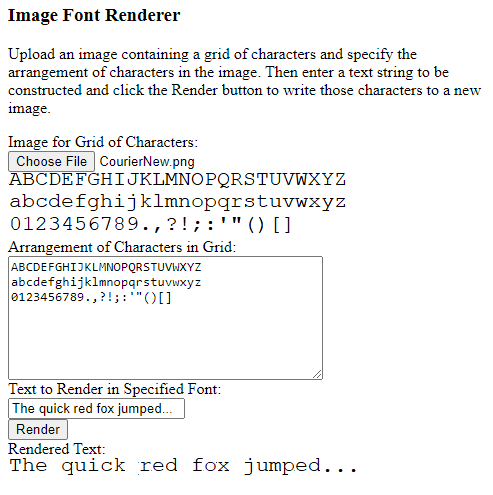 Image Font Renderer
Upload an image containing a grid of characters and specify the
arrangement of characters in the image. Then enter a text string to be
constructed and click the Render button to write those characters to a new
image.
Image for Grid of Characters:
Choose File CourierNew.png
ABCDEFGHIJKLMNOPQRSTUVWXYZ
abcdefghijklmnopqrstuvwxyz
0123456789.,?!;:'"()[]
Arrangement of Characters in Grid:
ABCDEFGHIJKLMNOPQRSTUVWXYZ
abcdefghijklmnopqrstuvwxyz
0123456789.,?!;:'"()[]
Text to Render in Specified Font:
The quick red fox jumped...
Render
Rendered Text:
The quick red fox jumped...